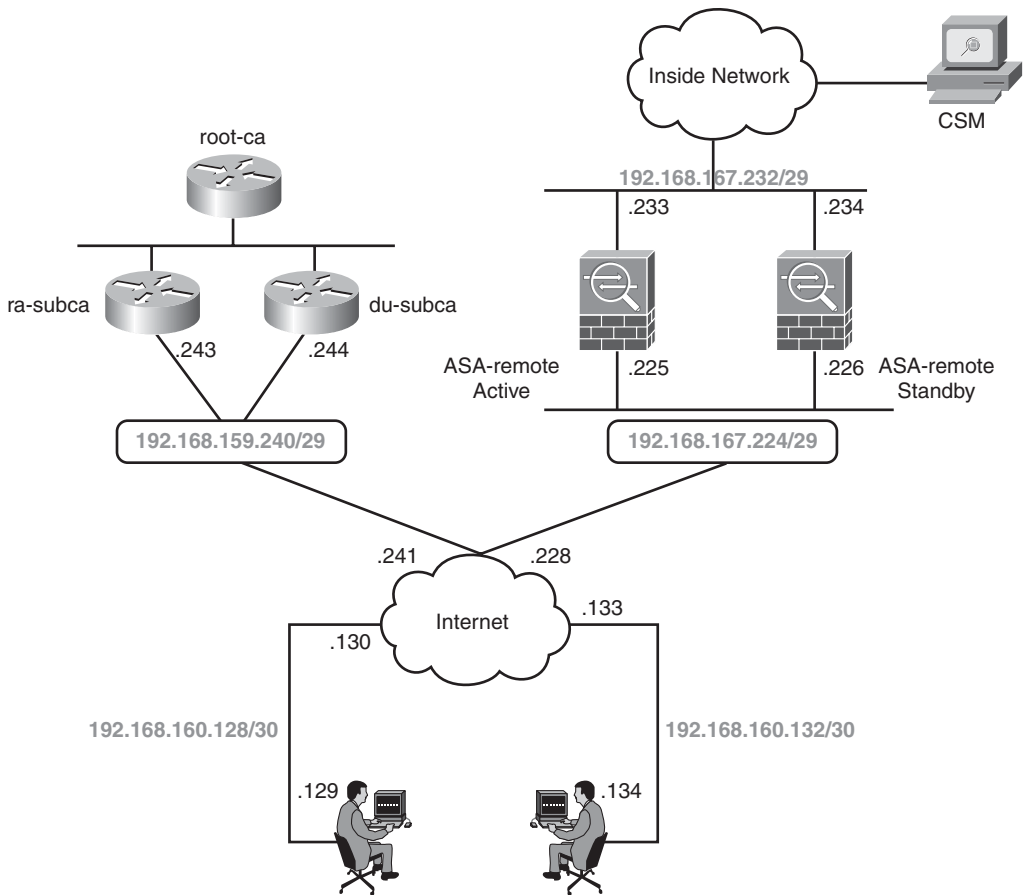 Inside Network
CSM
root-ca
192.168.167.232/29
.233
.234
ra-subca
du-subca
.243
.244
ASA-remote
Active
.225
.226
ASA-remote
Standby
192.168.159.240/29
192.168.167.224/29
.241
.228
Internet
.133
.130
192.168.160.128/30
192.168.160.132/30
.129
.134